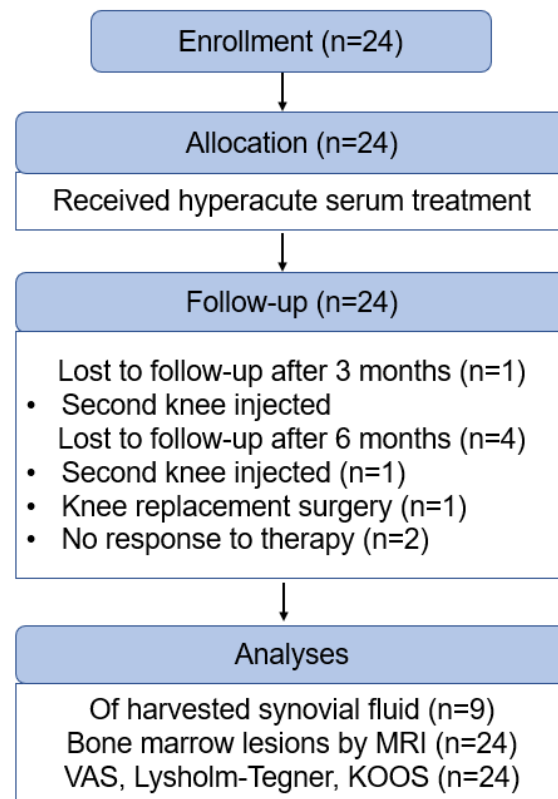 Enrollment (n=24)
Allocation (n=24)
Received hyperacute serum treatment
Follow-up (n=24)
Lost to follow-up after 3 months (n=1)
• Second knee injected
Lost to follow-up after 6 months (n=4)
• Second knee injected (n=1)
• Knee replacement surgery (n=1)
• No response to therapy (n=2)
Analyses
Of harvested synovial fluid (n=9)
Bone marrow lesions by MRI (n=24)
VAS, Lysholm-Tegner, KOOS (n=24)